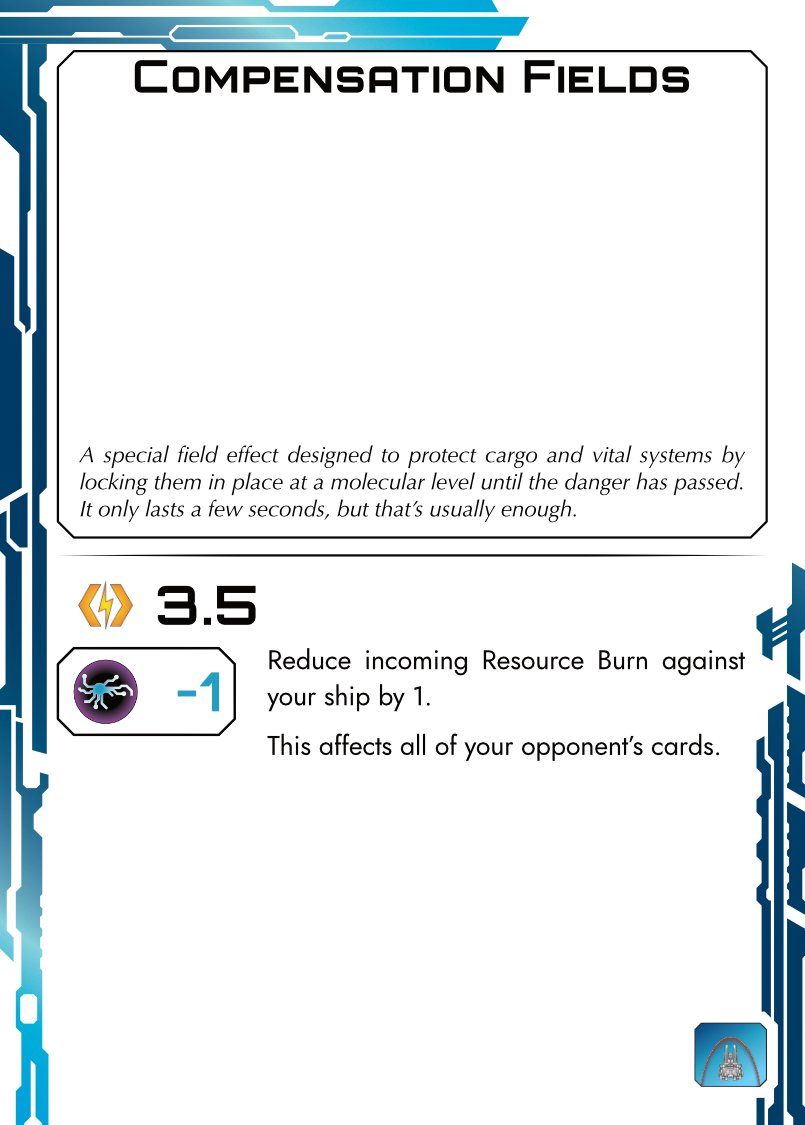 Compensation Fields
A special field effect designed to protect cargo and vital systems by
locking them in place at a molecular level until the danger has passed.
It only lasts a few seconds, but that's usually enough.
3.5
-1
Reduce incoming Resource Burn against
your ship by 1.
This affects all of your opponent's cards.